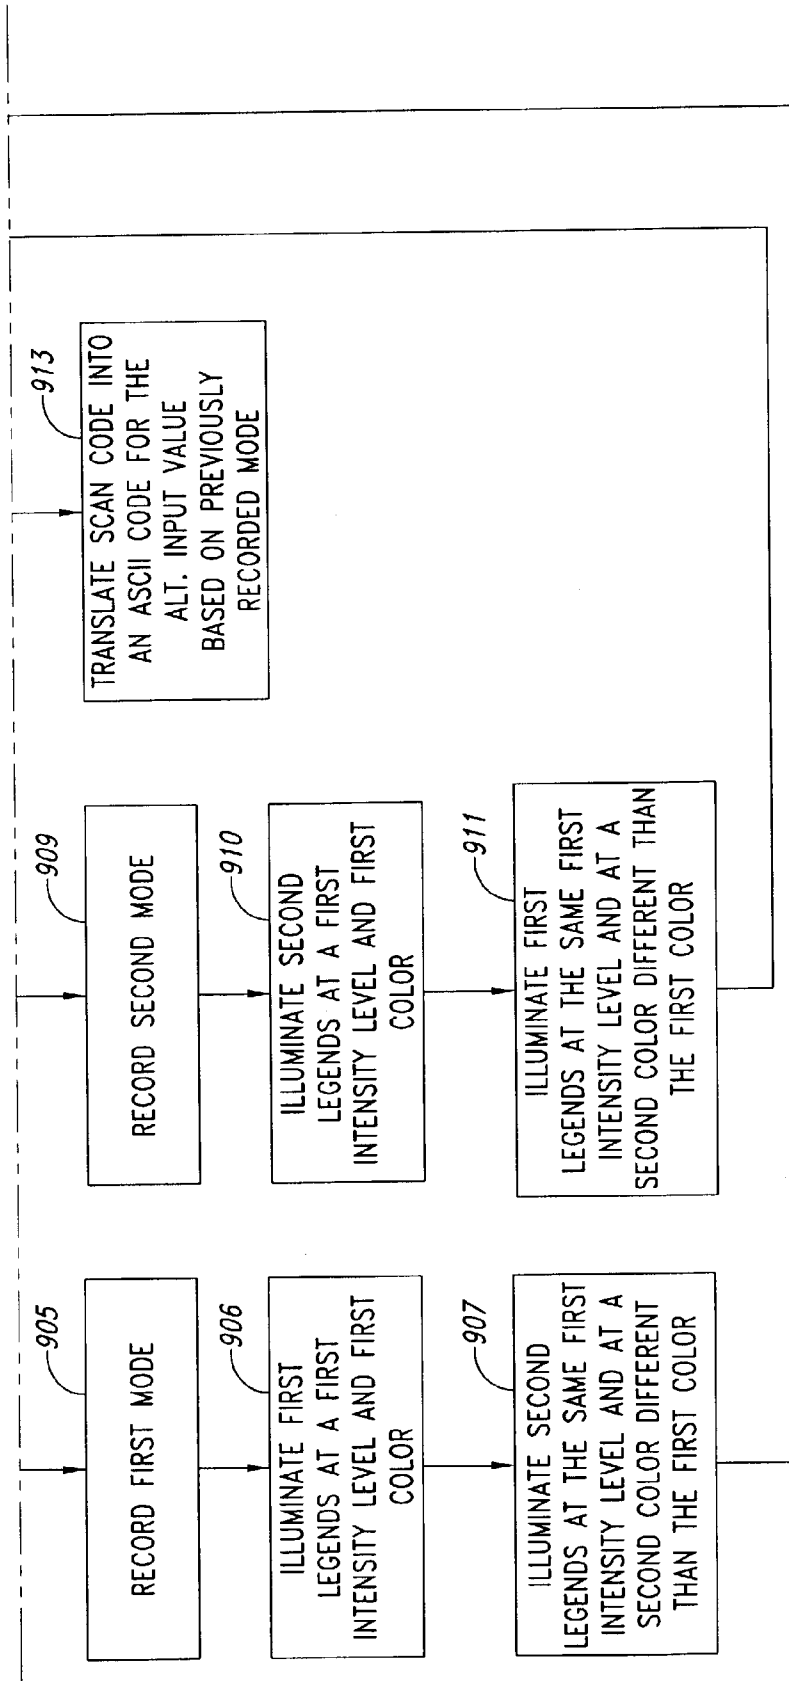 905
RECORD FIRST MODE
906
ILLUMINATE FIRST
LEGENDS AT A FIRST
INTENSITY LEVEL AND FIRST
COLOR
907
ILLUMINATE SECOND
LEGENDS AT THE SAME FIRST
INTENSITY LEVEL AND AT A
SECOND COLOR DIFFERENT
THAN THE FIRST COLOR
909
RECORD SECOND MODE
910
ILLUMINATE SECOND
LEGENDS AT A FIRST
INTENSITY LEVEL AND FIRST
COLOR
911
ILLUMINATE FIRST
LEGENDS AT THE SAME FIRST
INTENSITY LEVEL AND AT A
SECOND COLOR DIFFERENT THAN
THE FIRST COLOR
913
TRANSLATE SCAN CODE INTO
AN ASCII CODE FOR THE
ALT. INPUT VALUE
BASED ON PREVIOUSLY
RECORDED MODE